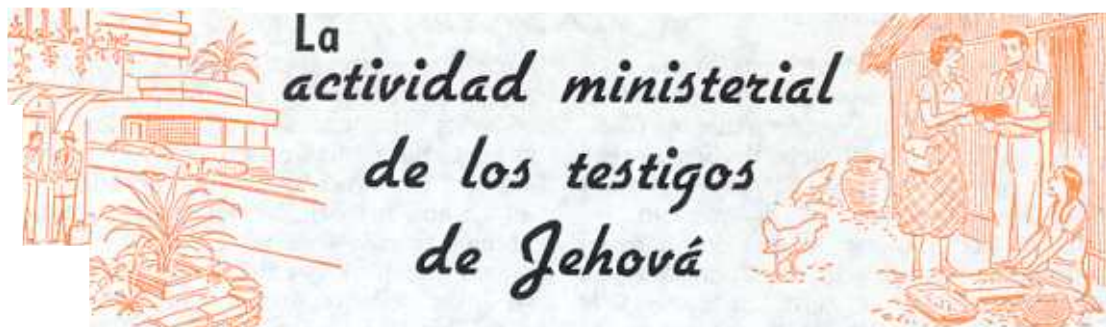 La
actividad ministerial
de los testigos
de Jehová